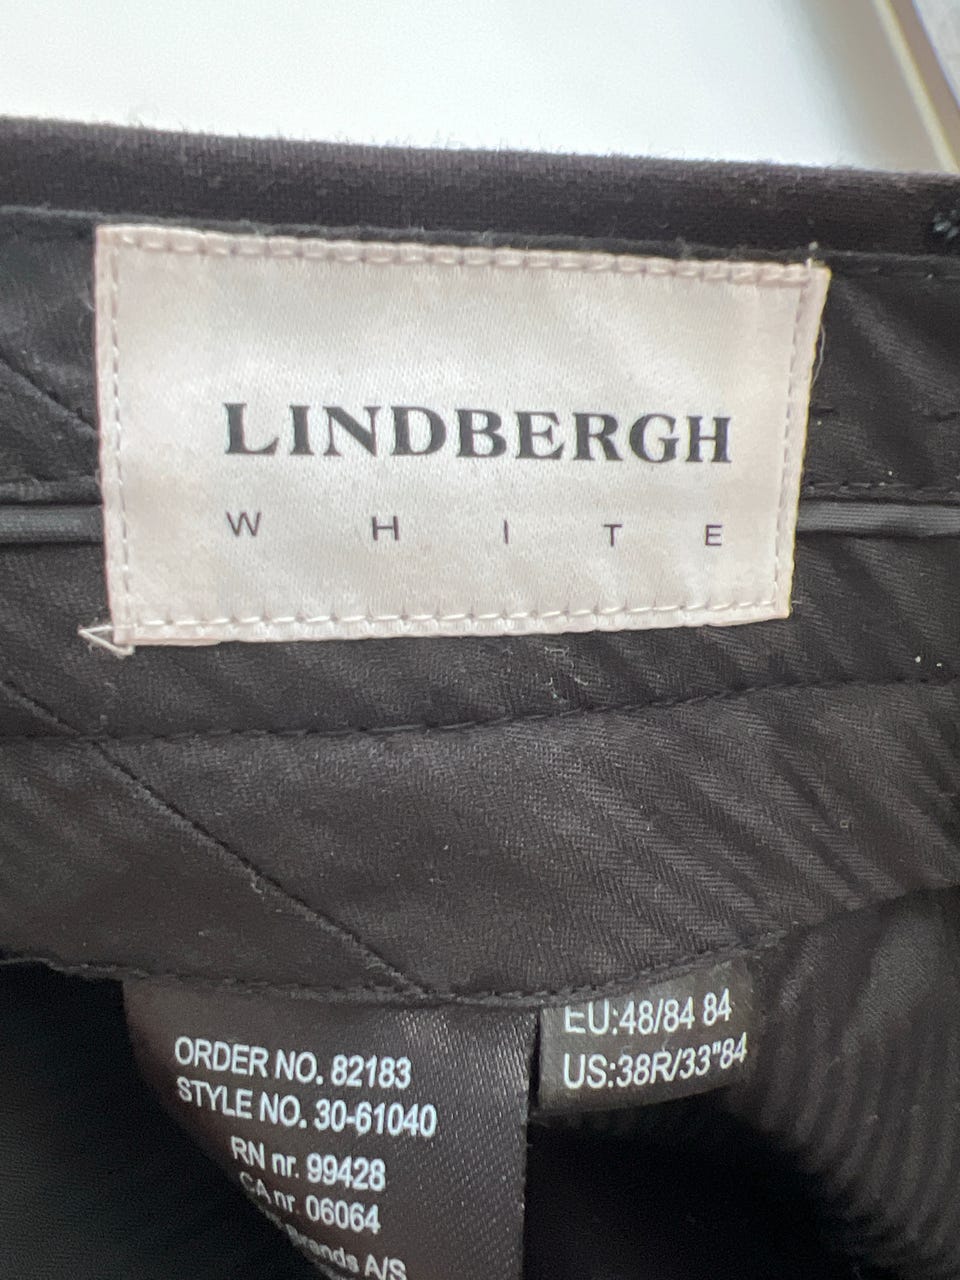 LINDBERGH
WHITE
EU:48/84 84
US:38R/33"84
ORDER NO. 82183
STYLE NO. 30-61040
RN nr. 99428
CA nr. 06064
Brands A/S